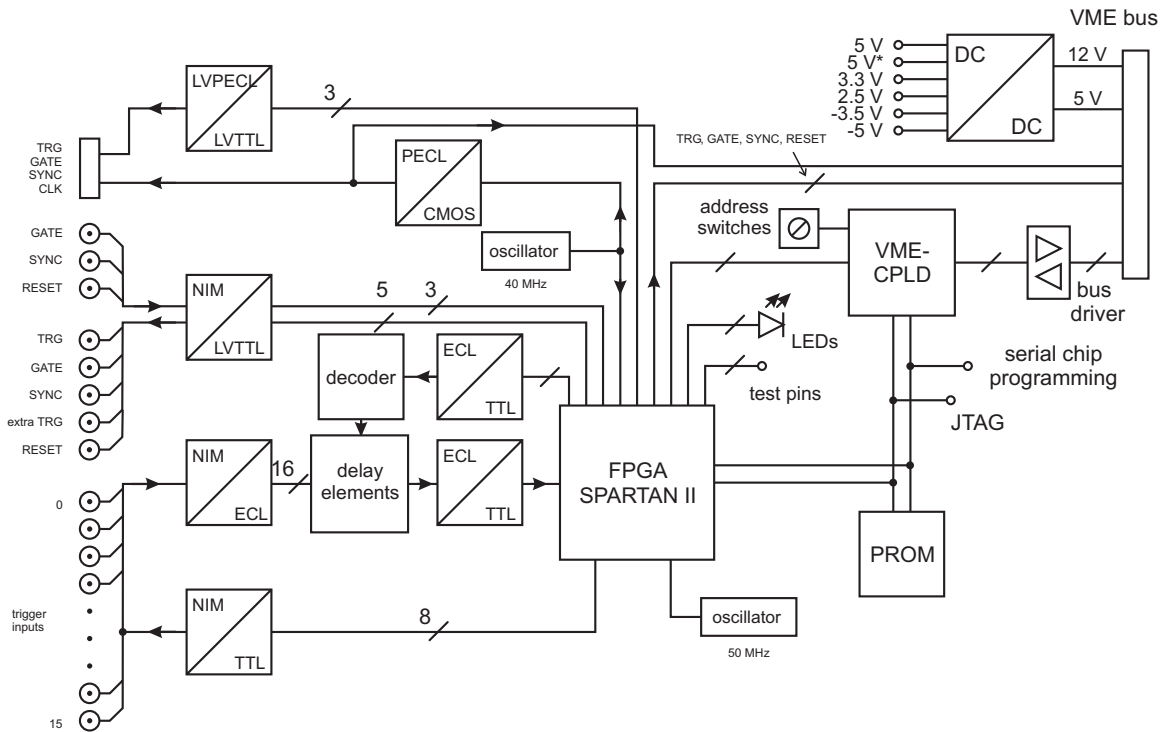 VME bus
5 V
5 V*
3.3 V
2.5 V
-3.5 V
-5 V
DC
DC
12 V
5 V
LVPECL
LVTTL
3
TRG
GATE
SYNC
CLK
PECL
CMOS
TRG, GATE, SYNC, RESET
address
switches
VME-
CPLD
bus
driver
oscillator
40 MHz
GATE
SYNC
RESET
NIM
LVTTL
5
3
TRG
GATE
SYNC
extra TRG
RESET
decoder
ECL
TTL
LEDs
test pins
serial chip
programming
JTAG
NIM
ECL
16
delay
elements
ECL
TTL
FPGA
SPARTAN II
PROM
0
trigger
inputs
15
NIM
TTL
8
oscillator
50 MHz